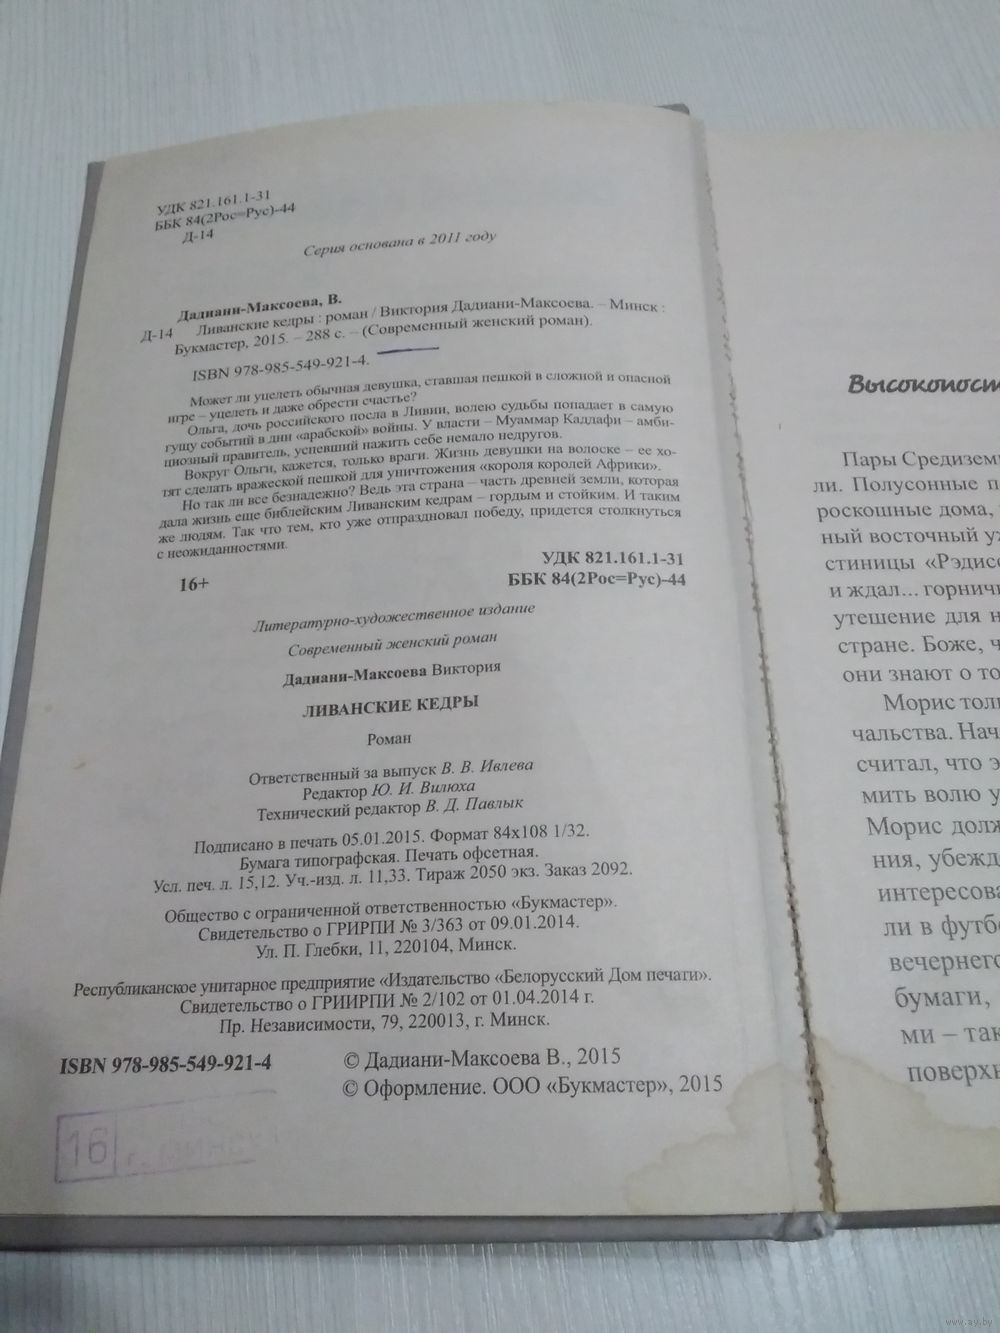 УДК 821.161.1-31
ББК 84(2Рос=Рус)-44
Д-14
Серия основана в 2011 году
Дадиани-Максоева, В.
Д-14 Ливанские кедры : роман / Виктория Дадиани-Максоева. – Минск :
Букмастер, 2015. – 288 с. – (Современный женский роман).
ISBN 978-985-549-921-4.
Может ли уцелеть обычная девушка, ставшая пешкой в сложной и опасной
игре – уцелеть и даже обрести счастье?
Ольга, дочь российского посла в Ливии, волею судьбы попадает в самую
гущу событий в дни «арабской» войны. У власти – Муаммар Каддафи – амби-
циозный правитель, успевший нажить себе немало недругов.
Вокруг Ольги, кажется, только враги. Жизнь девушки на волоске – ее хо-
тят сделать вражеской пешкой для уничтожения «короля королей Африки».
Но так ли все безнадежно? Ведь эта страна – часть древней земли, которая
дала жизнь еще библейским Ливанским кедрам – гордым и стойким. И таким
же людям. Так что тем, кто уже отпраздновал победу, придется столкнуться
с неожиданностями.
УДК 821.161.1-31
16+ ББК 84(2Рос=Рус)-44
Литературно-художественное издание
Современный женский роман
Дадиани-Максоева Виктория
ЛИВАНСКИЕ КЕДРЫ
Роман
Ответственный за выпуск В. В. Ивлева
Редактор Ю. И. Вилюха
Технический редактор В. Д. Павлык
Подписано в печать 05.01.2015. Формат 84х108 1/32.
Бумага типографская. Печать офсетная.
Усл. печ. л. 15,12. Уч.-изд. л. 11,33. Тираж 2050 экз. Заказ 2092.
Общество с ограниченной ответственностью «Букмастер».
Свидетельство о ГРИРПИ № 3/363 от 09.01.2014.
Ул. П. Глебки, 11, 220104, Минск.
Республиканское унитарное предприятие «Издательство «Белорусский Дом печати».
Свидетельство о ГРИИРПИ № 2/102 от 01.04.2014 г.
Пр. Независимости, 79, 220013, г. Минск.
ISBN 978-985-549-921-4 © Дадиани-Максоева В., 2015
© Оформление. ООО «Букмастер», 2015
16
Высокопост
Пары Средизем
ли. Полусонные п
роскошные дома,
ный восточный уж
стиницы «Рэдисс
и ждал... горничн
утешение для н
стране. Боже, ч
они знают о то
Морис толь
чальства. Нач
считал, что э
мить волю у
Морис долж
ния, убежд
интересова
ли в футбо
вечернего
бумаги,
ми – так
поверхн
www.ay.by